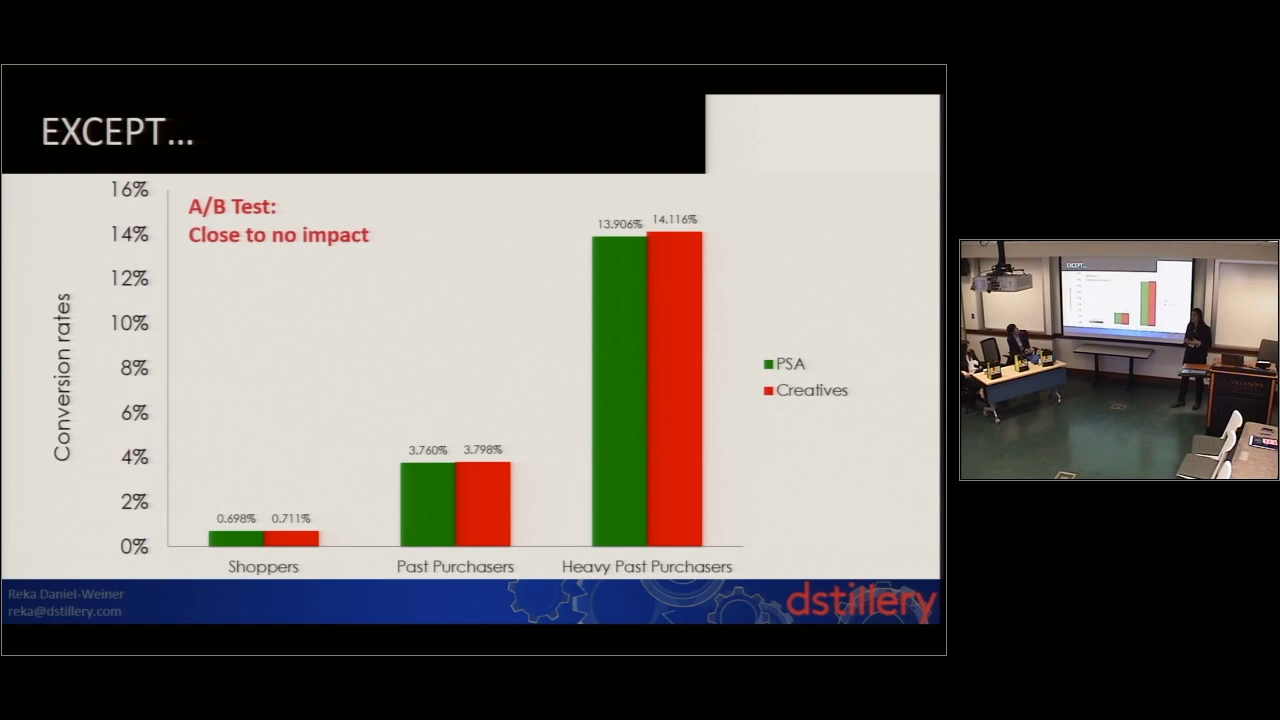 EXCEPT...
16%
14%
12%
10%
8%
6%
4%
2%
0%
Conversion rates
A/B Test:
Close to no impact
0.698%
0.711%
3.760%
3.798%
13.906%
14.116%
Shoppers
Past Purchasers
Heavy Past Purchasers
PSA
Creatives
Reka Daniel-Weiner
reka@dstillery.com
dstillery
EXCEPT...
VILLANOVA